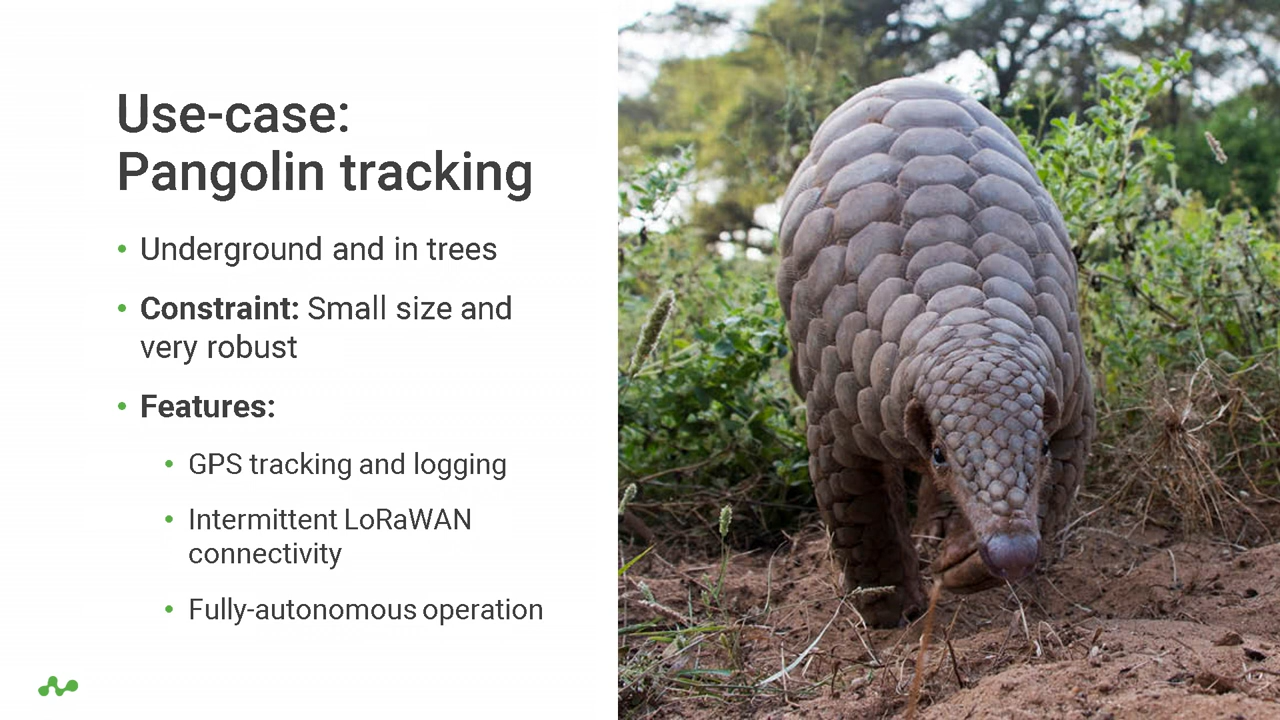 Use-case:
Pangolin tracking
• Underground and in trees
• Constraint: Small size and
very robust
• Features:
• GPS tracking and logging
• Intermittent LoRaWAN
connectivity
• Fully-autonomous operation